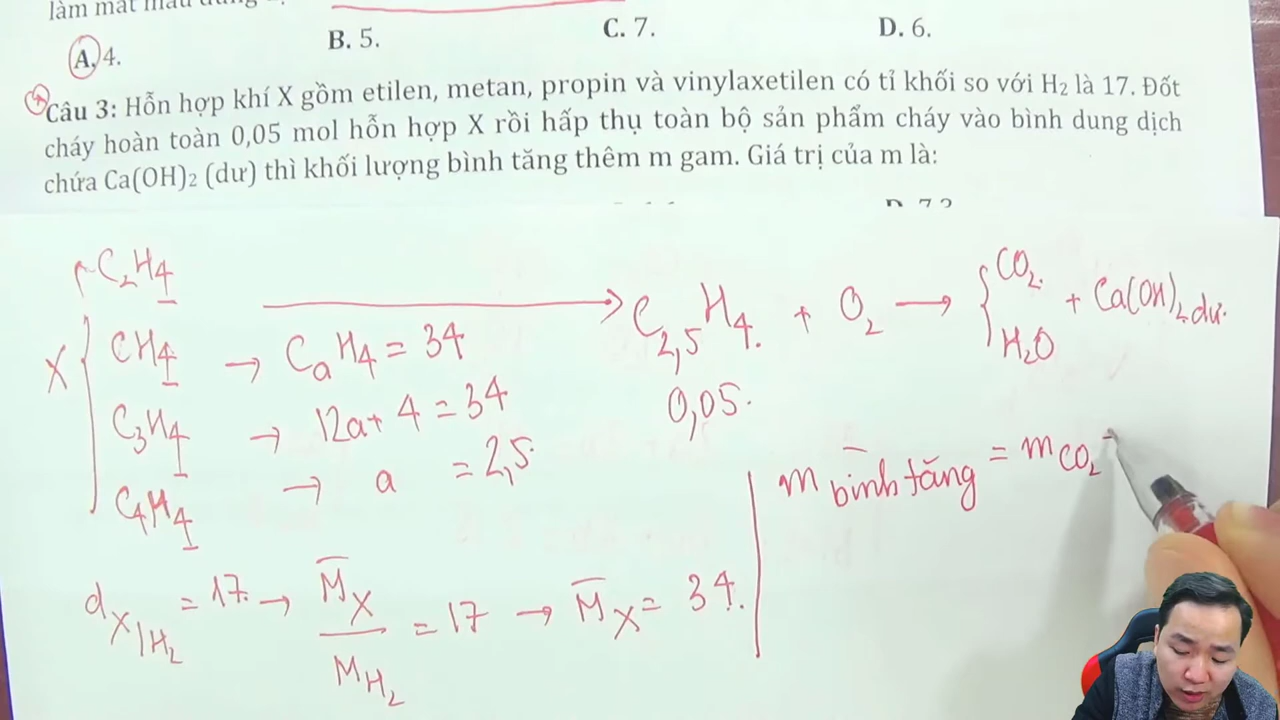 làm mất màu dung
A. 4.
B. 5.
C. 7.
D. 6.
Câu 3: Hỗn hợp khí X gồm etilen, metan, propin và vinylaxetilen có tỉ khối so với H₂ là 17. Đốt
cháy hoàn toàn 0,05 mol hỗn hợp X rồi hấp thụ toàn bộ sản phẩm cháy vào bình dung dịch
chứa Ca(OH)₂ (dư) thì khối lượng bình tăng thêm m gam. Giá trị của m là:
X
C₂H₄
CH₄
C₃H₄
C₄H₄
→ CₐH₄ = 34
→ 12a + 4 = 34
→ a = 2,5.
C₂,₅H₄ + O₂ → { CO₂ H₂O + Ca(OH)₂ dư.
0,05.
d X/H₂ = 17. → M̅X / MH₂ = 17 → M̅X = 34.
m bình tăng = mCO₂